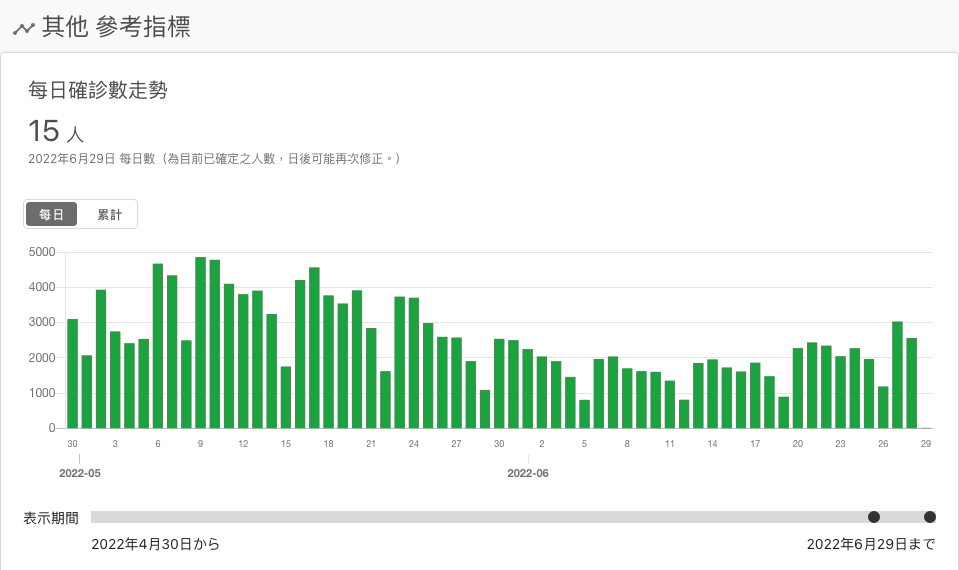 其他 參考指標
每日確診數走勢
15 人
2022年6月29日 每日數（為目前已確定之人數，日後可能再次修正。）
每日 累計
5000
4000
3000
2000
1000
0
30 3 6 9 12 15 18 21 24 27 30 2 5 8 11 14 17 20 23 26 29
2022-05 2022-06
表示期間
2022年4月30日から 2022年6月29日まで